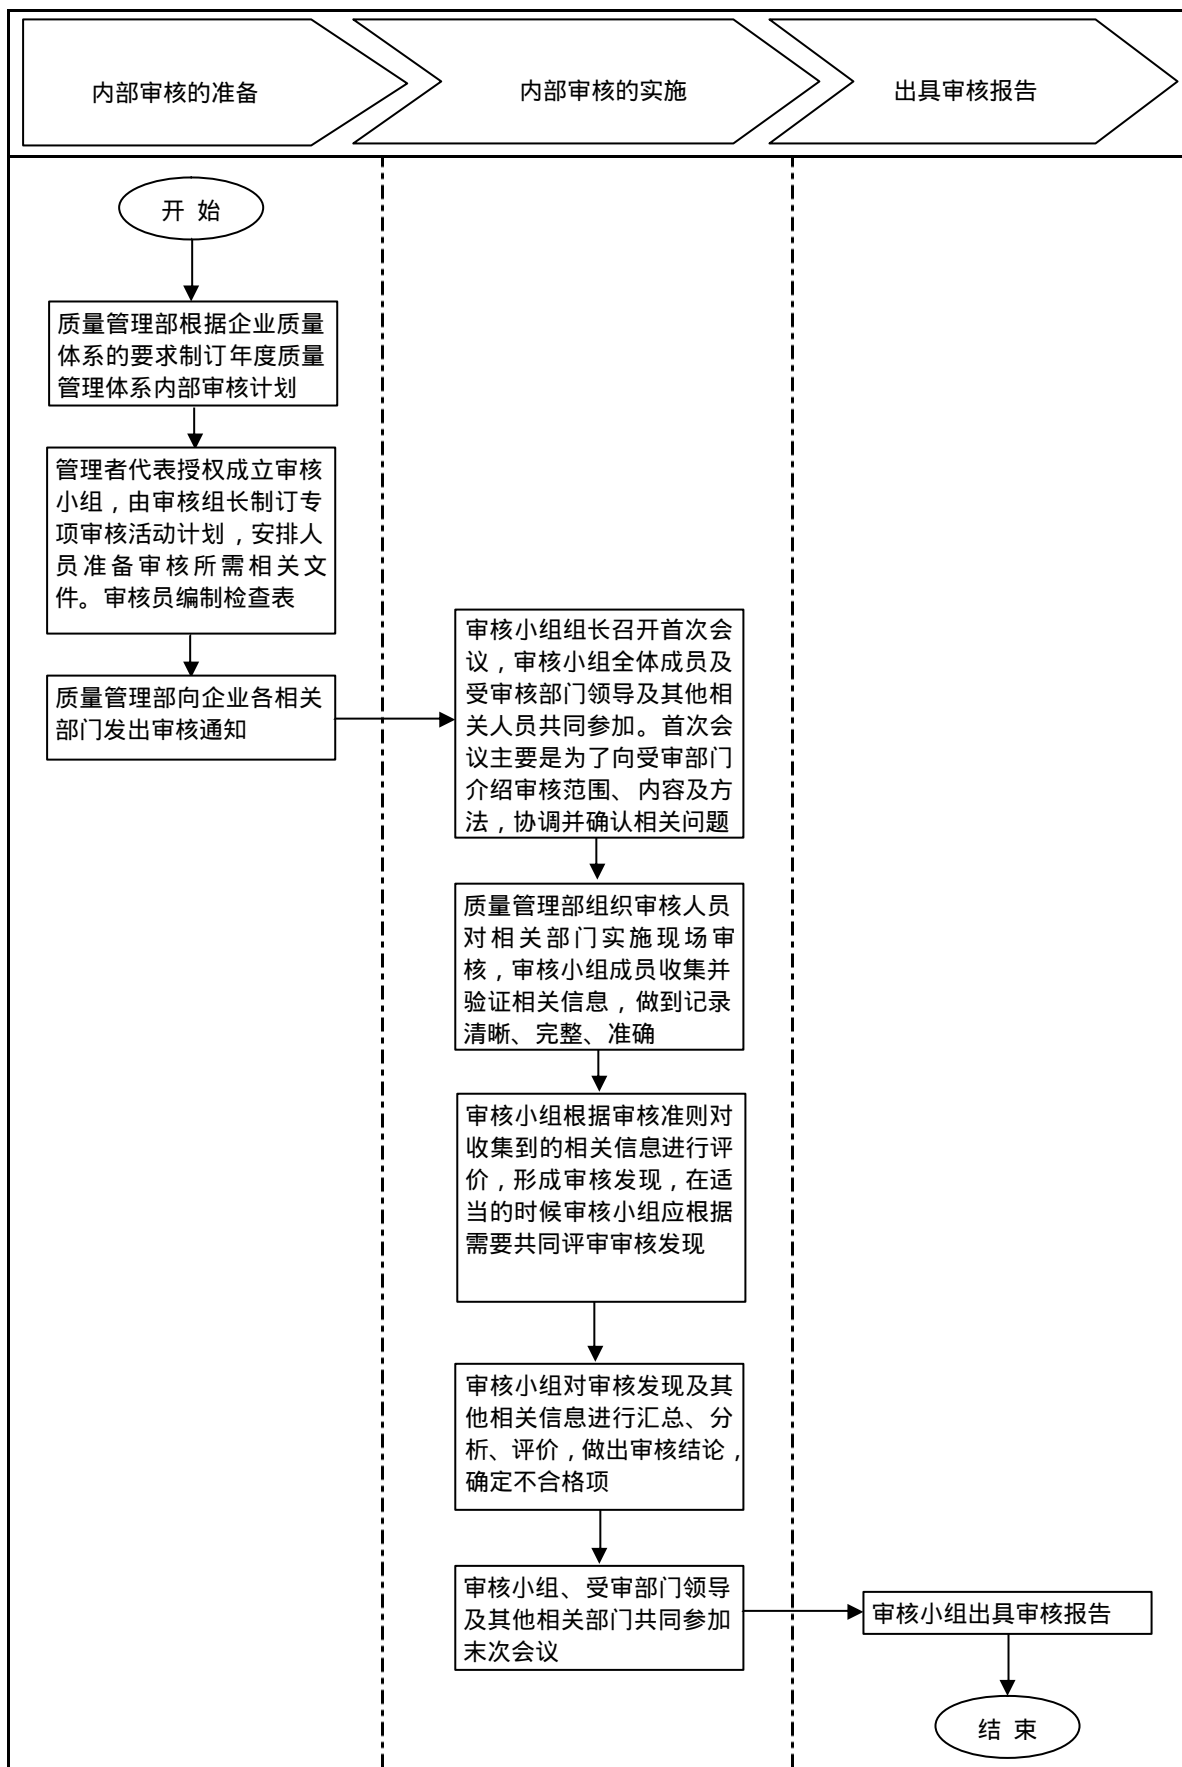 内部审核的准备
内部审核的实施
出具审核报告
开 始
质量管理部根据企业质量
体系的要求制订年度质量
管理体系内部审核计划
管理者代表授权成立审核
小组，由审核组长制订专
项审核活动计划，安排人
员准备审核所需相关文
件。审核员编制检查表
质量管理部向企业各相关
部门发出审核通知
审核小组组长召开首次会
议，审核小组全体成员及
受审核部门领导及其他相
关人员共同参加。首次会
议主要是为了向受审部门
介绍审核范围、内容及方
法，协调并确认相关问题
质量管理部组织审核人员
对相关部门实施现场审
核，审核小组成员收集并
验证相关信息，做到记录
清晰、完整、准确
审核小组根据审核准则对
收集到的相关信息进行评
价，形成审核发现，在适
当的时候审核小组应根据
需要共同评审审核发现
审核小组对审核发现及其
他相关信息进行汇总、分
析、评价，做出审核结论，
确定不合格项
审核小组、受审部门领导
及其他相关部门共同参加
末次会议
审核小组出具审核报告
结 束